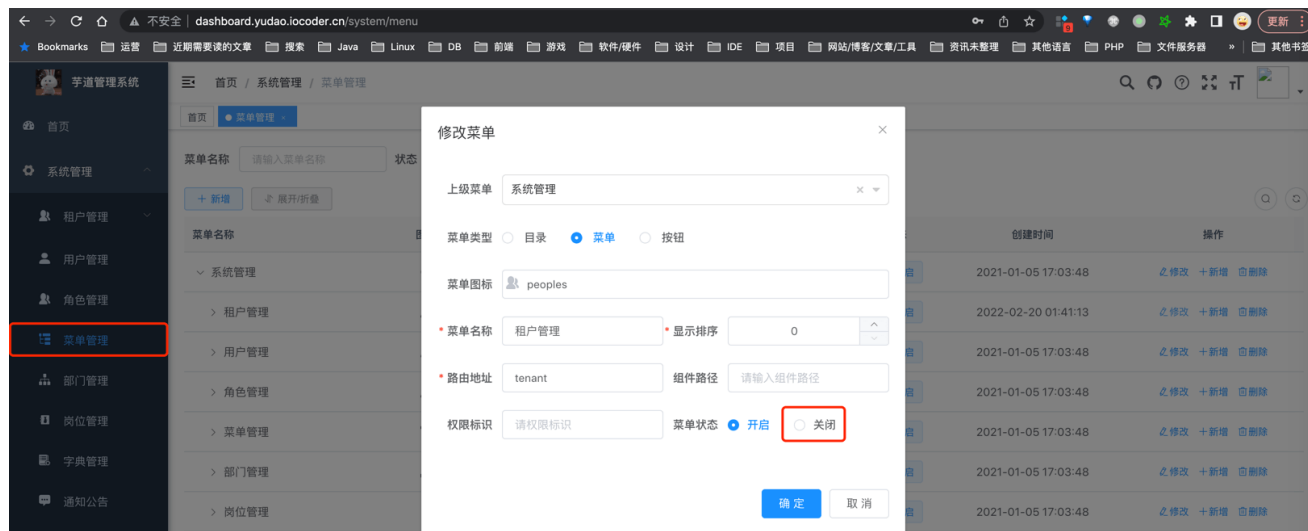 不安全 | dashboard.yudao.iocoder.cn/system/menu
更新
Bookmarks 运营 近期需要读的文章 搜索 Java Linux DB 前端 游戏 软件/硬件 设计 IDE 项目 网站/博客/文章/工具 资讯未整理 其他语言 PHP 文件服务器 » 其他书签
芋道管理系统
首页 / 系统管理 / 菜单管理
首页
首页 菜单管理 ×
系统管理
租户管理
用户管理
角色管理
菜单管理
部门管理
岗位管理
字典管理
通知公告
菜单名称 请输入菜单名称 状态
+ 新增 展开/折叠
菜单名称 创建时间 操作
系统管理 2021-01-05 17:03:48 修改 +新增 删除
租户管理 2022-02-20 01:41:13 修改 +新增 删除
用户管理 2021-01-05 17:03:48 修改 +新增 删除
角色管理 2021-01-05 17:03:48 修改 +新增 删除
菜单管理 2021-01-05 17:03:48 修改 +新增 删除
部门管理 2021-01-05 17:03:48 修改 +新增 删除
岗位管理 2021-01-05 17:03:48 修改 +新增 删除
修改菜单
上级菜单 系统管理
菜单类型 目录 菜单 按钮
菜单图标 peoples
* 菜单名称 租户管理 * 显示排序 0
* 路由地址 tenant 组件路径 请输入组件路径
权限标识 请权限标识 菜单状态 开启 关闭
确 定 取 消